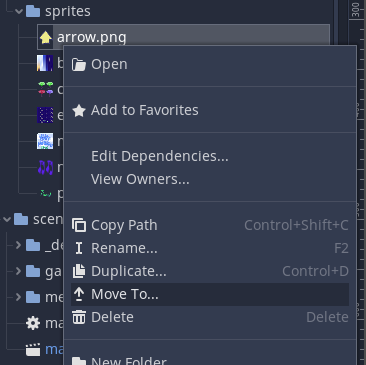 sprites
300
arrow.png
Open
Add to Favorites
Edit Dependencies...
View Owners...
scen
Copy Path Control+Shift+C
_de
Rename... F2
ga
Duplicate... Control+D
me
Move To...
ma
Delete Delete
ma
New Folder